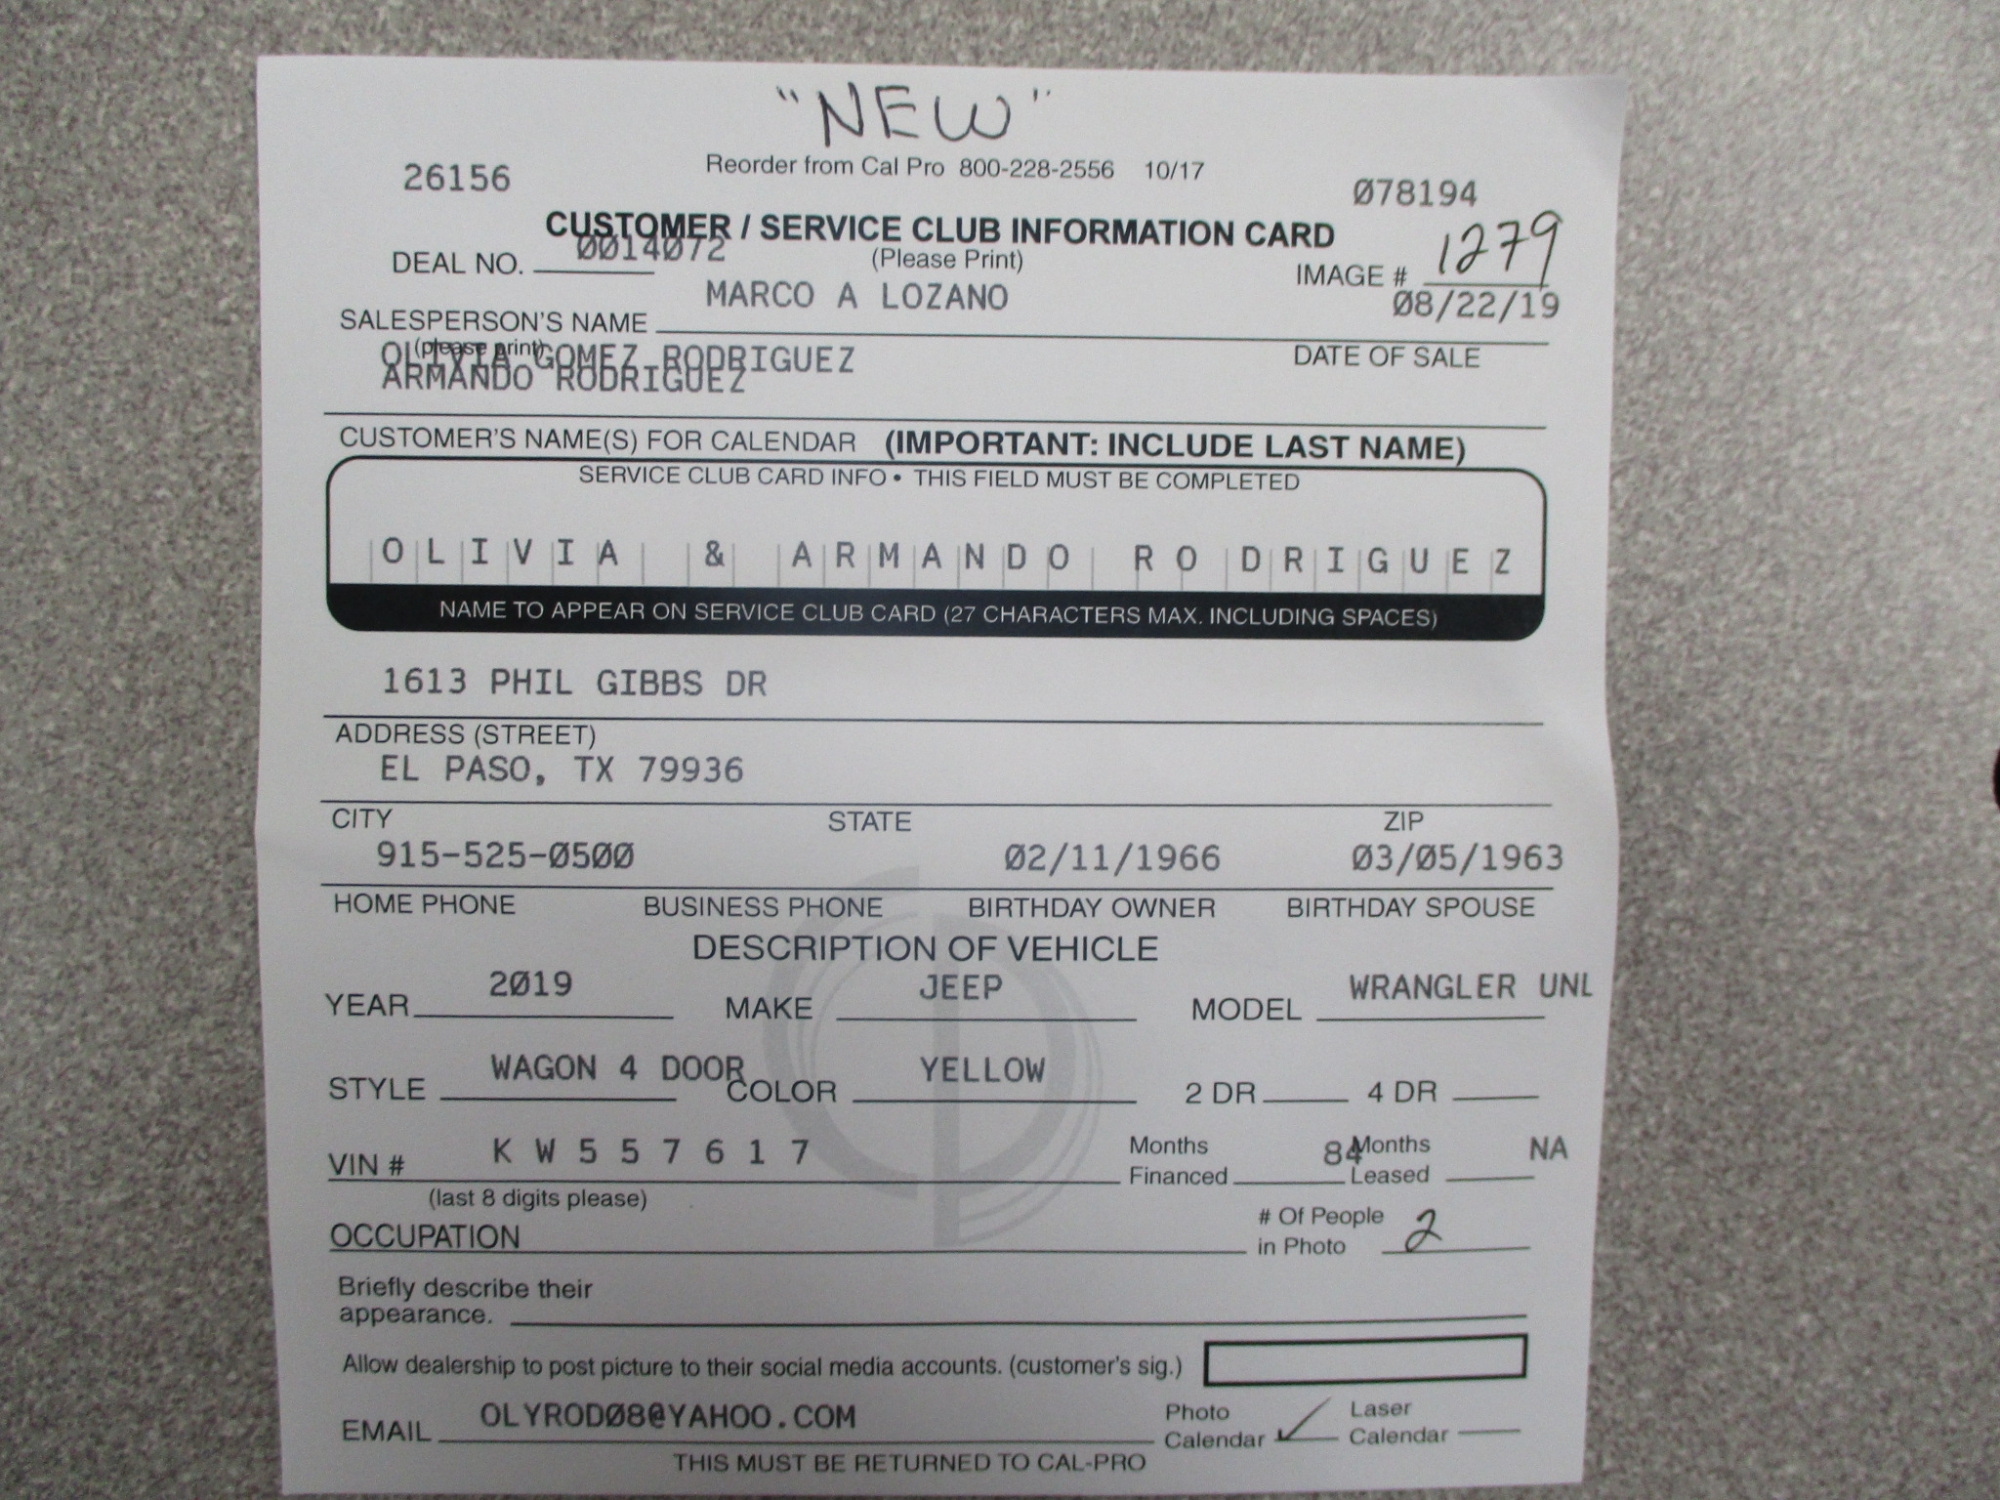 "NEW"
Reorder from Cal Pro 800-228-2556 10/17
26156
Ø78194
CUSTOMER / SERVICE CLUB INFORMATION CARD
DEAL NO. ØØ14Ø72
(Please Print)
IMAGE # 1279
SALESPERSON'S NAME MARCO A LOZANO
Ø8/22/19
(please print)
DATE OF SALE
OLIVIA GOMEZ RODRIGUEZ
ARMANDO RODRIGUEZ
CUSTOMER'S NAME(S) FOR CALENDAR (IMPORTANT: INCLUDE LAST NAME)
SERVICE CLUB CARD INFO • THIS FIELD MUST BE COMPLETED
OLIVIA & ARMANDO RODRIGUEZ
NAME TO APPEAR ON SERVICE CLUB CARD (27 CHARACTERS MAX. INCLUDING SPACES)
1613 PHIL GIBBS DR
ADDRESS (STREET)
EL PASO, TX 79936
CITY STATE ZIP
915-525-Ø5ØØ Ø2/11/1966 Ø3/Ø5/1963
HOME PHONE BUSINESS PHONE BIRTHDAY OWNER BIRTHDAY SPOUSE
DESCRIPTION OF VEHICLE
YEAR 2Ø19 MAKE JEEP MODEL WRANGLER UNL
STYLE WAGON 4 DOOR COLOR YELLOW 2 DR 4 DR
VIN # K W 5 5 7 6 1 7 Months Financed 84 Months Leased NA
(last 8 digits please)
OCCUPATION # Of People in Photo 2
Briefly describe their
appearance.
Allow dealership to post picture to their social media accounts. (customer's sig.)
EMAIL OLYRODØ8@YAHOO.COM Photo Calendar ✓ Laser Calendar
THIS MUST BE RETURNED TO CAL-PRO